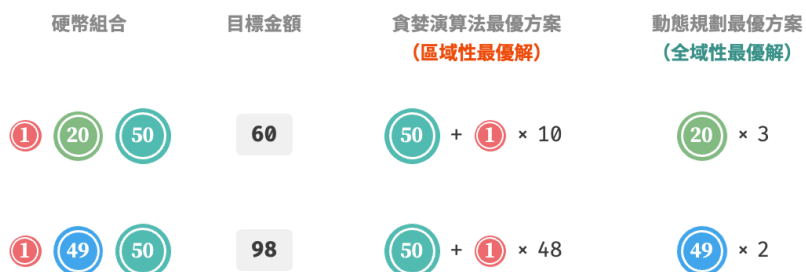 硬幣組合 目標金額 貪婪演算法最優方案 動態規劃最優方案
（區域性最優解） （全域性最優解）
1 20 50 60 50 + 1 × 10 20 × 3
1 49 50 98 50 + 1 × 48 49 × 2